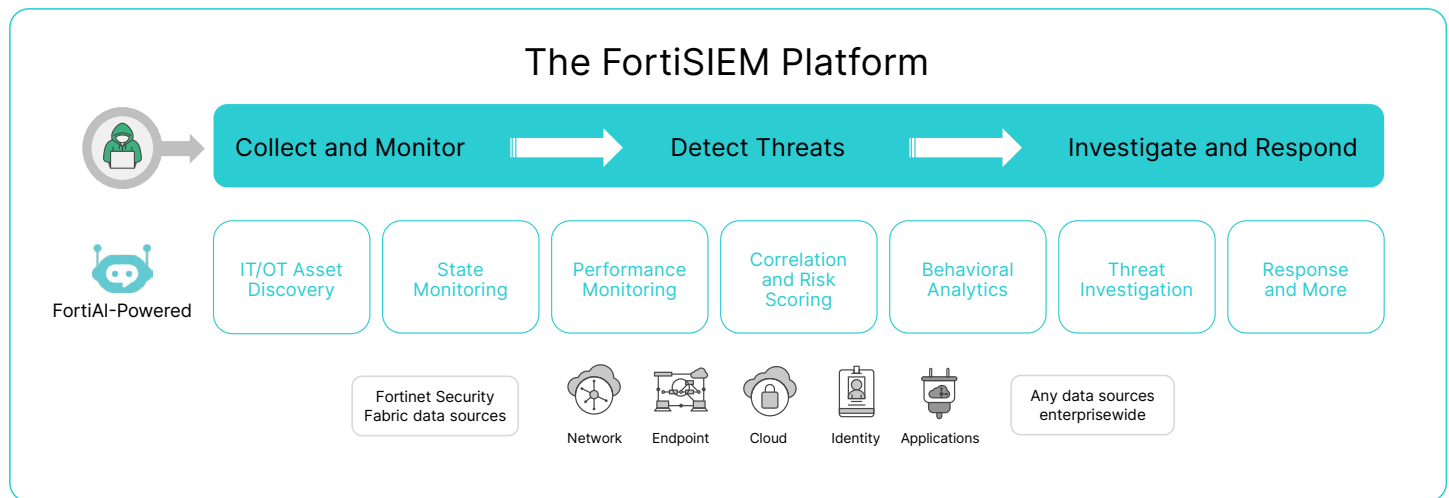 The FortiSIEM Platform
Collect and Monitor
Detect Threats
Investigate and Respond
FortiAI-Powered
IT/OT Asset
Discovery
State
Monitoring
Performance
Monitoring
Correlation
and Risk
Scoring
Behavioral
Analytics
Threat
Investigation
Response
and More
Fortinet Security
Fabric data sources
Network
Endpoint
Cloud
Identity
Applications
Any data sources
enterprisewide